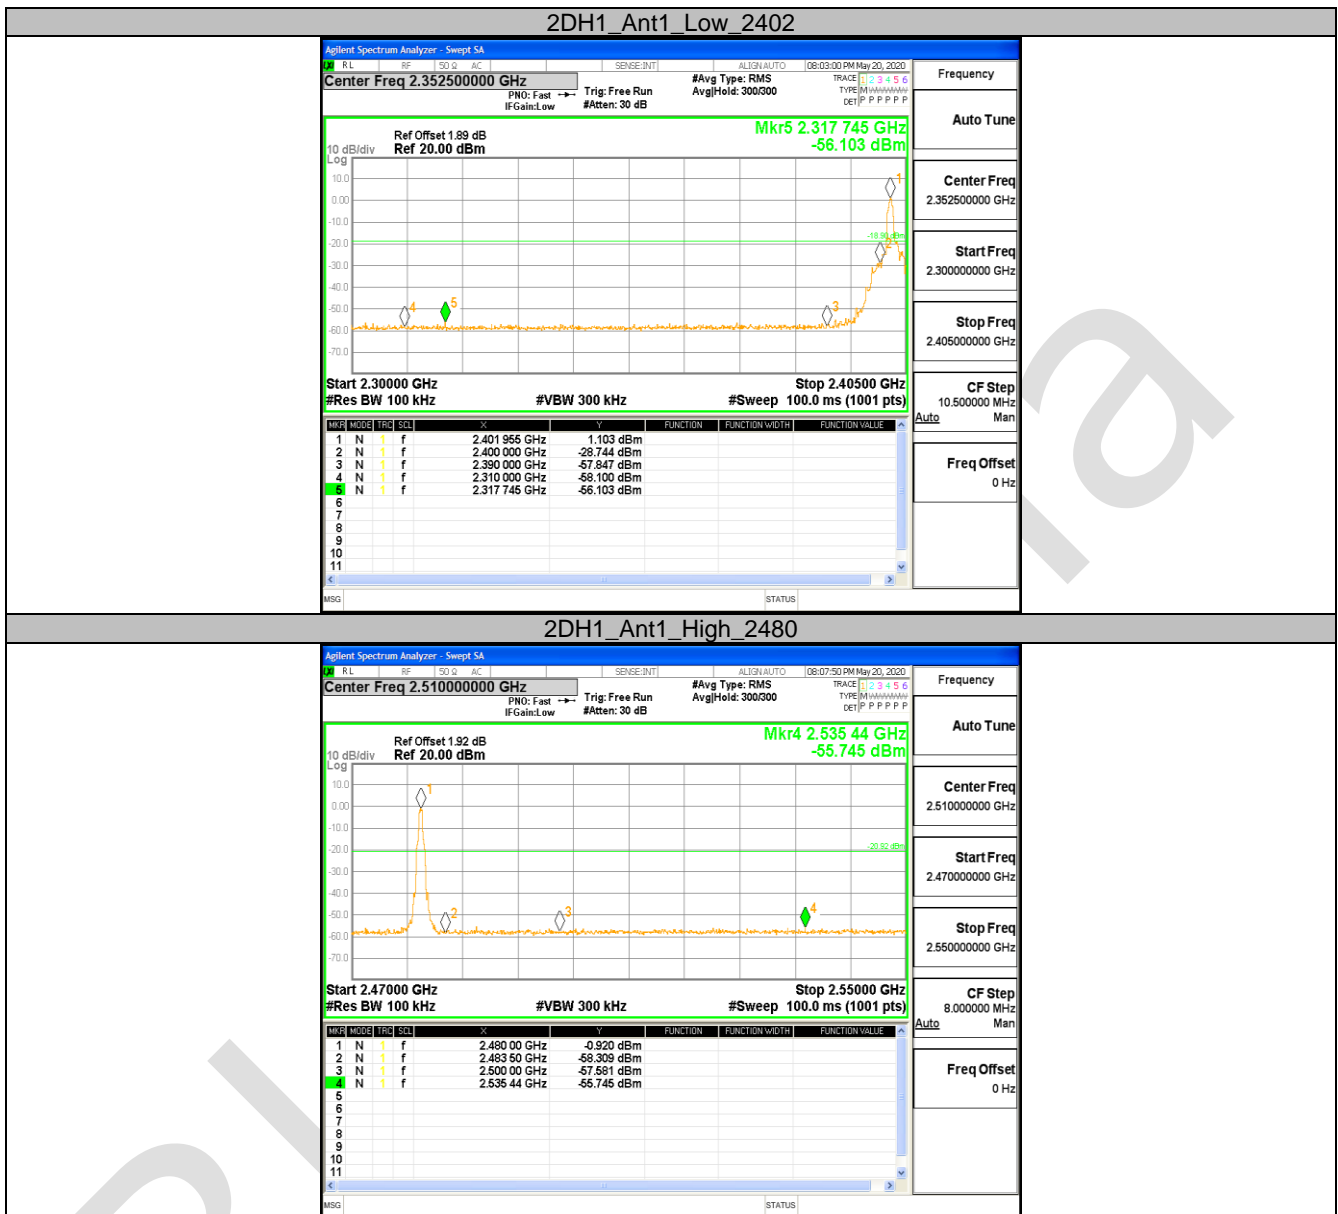 2DH1_Ant1_Low_2402
Agilent Spectrum Analyzer - Swept SA
RL RF 50 Ω AC SENSE:INT ALIGN AUTO 08:03:00 PM May 20, 2020
Center Freq 2.352500000 GHz
PNO: Fast
IFGain:Low
Trig: Free Run
#Atten: 30 dB
#Avg Type: RMS
Avg|Hold: 300/300
TRACE 1 2 3 4 5 6
TYPE M
DET P P P P P P
Ref Offset 1.89 dB
Ref 20.00 dBm
10 dB/div
Log
Mkr5 2.317 745 GHz
-56.103 dBm
10.0
0.00
-10.0
-20.0
-30.0
-40.0
-50.0
-60.0
-70.0
1
2
3
4
5
Start 2.30000 GHz
Stop 2.40500 GHz
#Res BW 100 kHz
#VBW 300 kHz
#Sweep 100.0 ms (1001 pts)
MKR MODE TRC SCL X Y FUNCTION FUNCTION WIDTH FUNCTION VALUE
1 N 1 f 2.401 955 GHz 1.103 dBm
2 N 1 f 2.400 000 GHz -28.744 dBm
3 N 1 f 2.390 000 GHz -57.847 dBm
4 N 1 f 2.310 000 GHz -58.100 dBm
5 N 1 f 2.317 745 GHz -56.103 dBm
6
7
8
9
10
11
MSG
STATUS
Frequency
Auto Tune
Center Freq
2.352500000 GHz
Start Freq
2.300000000 GHz
Stop Freq
2.405000000 GHz
CF Step
10.500000 MHz
Auto Man
Freq Offset
0 Hz
2DH1_Ant1_High_2480
Agilent Spectrum Analyzer - Swept SA
RL RF 50 Ω AC SENSE:INT ALIGN AUTO 08:07:50 PM May 20, 2020
Center Freq 2.510000000 GHz
PNO: Fast
IFGain:Low
Trig: Free Run
#Atten: 30 dB
#Avg Type: RMS
Avg|Hold: 300/300
TRACE 1 2 3 4 5 6
TYPE M
DET P P P P P P
Ref Offset 1.92 dB
Ref 20.00 dBm
10 dB/div
Log
Mkr4 2.535 44 GHz
-55.745 dBm
10.0
0.00
-10.0
-20.0
-30.0
-40.0
-50.0
-60.0
-70.0
-20.92 dBm
1
2
3
4
Start 2.47000 GHz
Stop 2.55000 GHz
#Res BW 100 kHz
#VBW 300 kHz
#Sweep 100.0 ms (1001 pts)
MKR MODE TRC SCL X Y FUNCTION FUNCTION WIDTH FUNCTION VALUE
1 N 1 f 2.480 00 GHz -0.920 dBm
2 N 1 f 2.483 50 GHz -58.309 dBm
3 N 1 f 2.500 00 GHz -57.581 dBm
4 N 1 f 2.535 44 GHz -55.745 dBm
5
6
7
8
9
10
11
MSG
STATUS
Frequency
Auto Tune
Center Freq
2.510000000 GHz
Start Freq
2.470000000 GHz
Stop Freq
2.550000000 GHz
CF Step
8.000000 MHz
Auto Man
Freq Offset
0 Hz